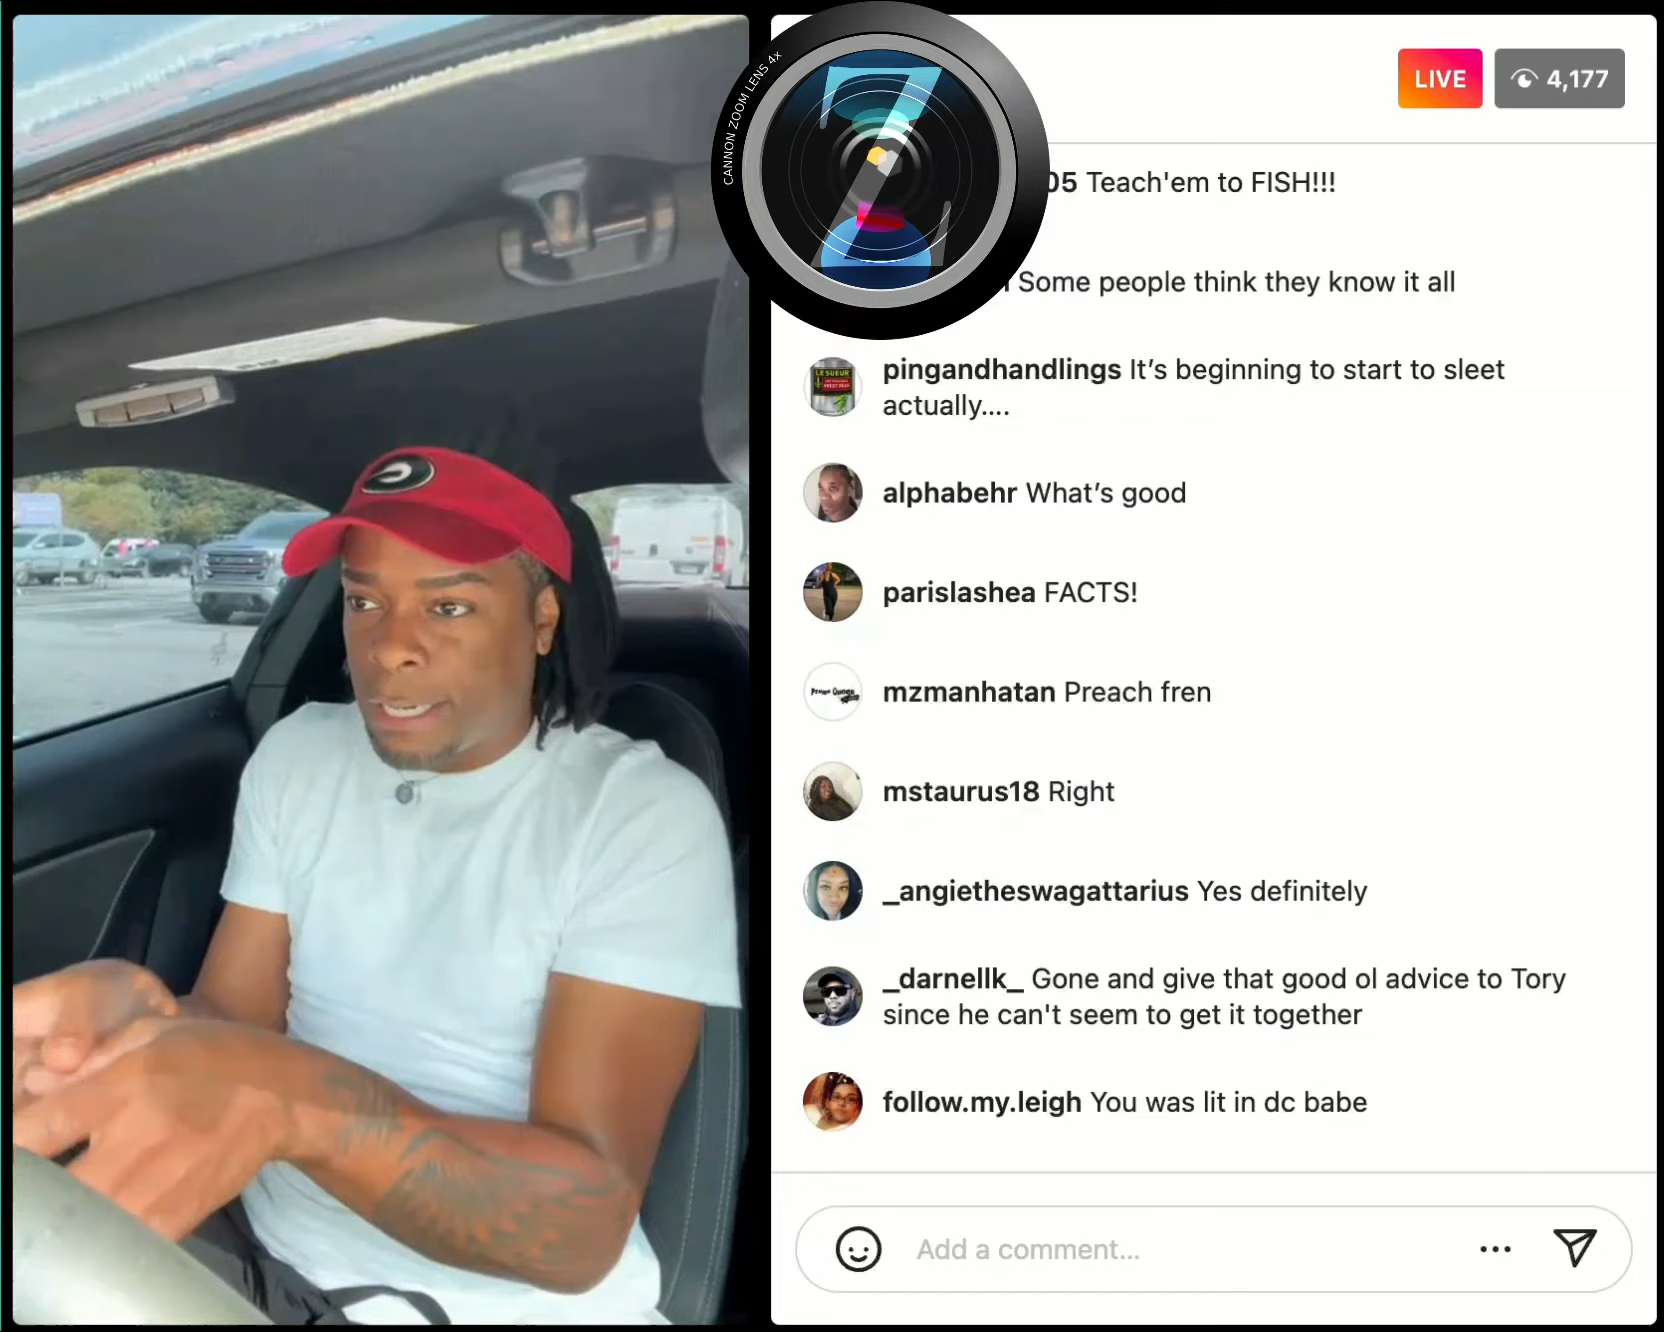 CANNON ZOOM LENS 4x
Z
LIVE
4,177
05 Teach'em to FISH!!!
Some people think they know it all
LE SUEUR
pingandhandlings It’s beginning to start to sleet
actually....
alphabehr What’s good
parislashea FACTS!
mzmanhatan Preach fren
mstaurus18 Right
_angietheswagattarius Yes definitely
_darnellk_ Gone and give that good ol advice to Tory
since he can't seem to get it together
follow.my.leigh You was lit in dc babe
Add a comment...